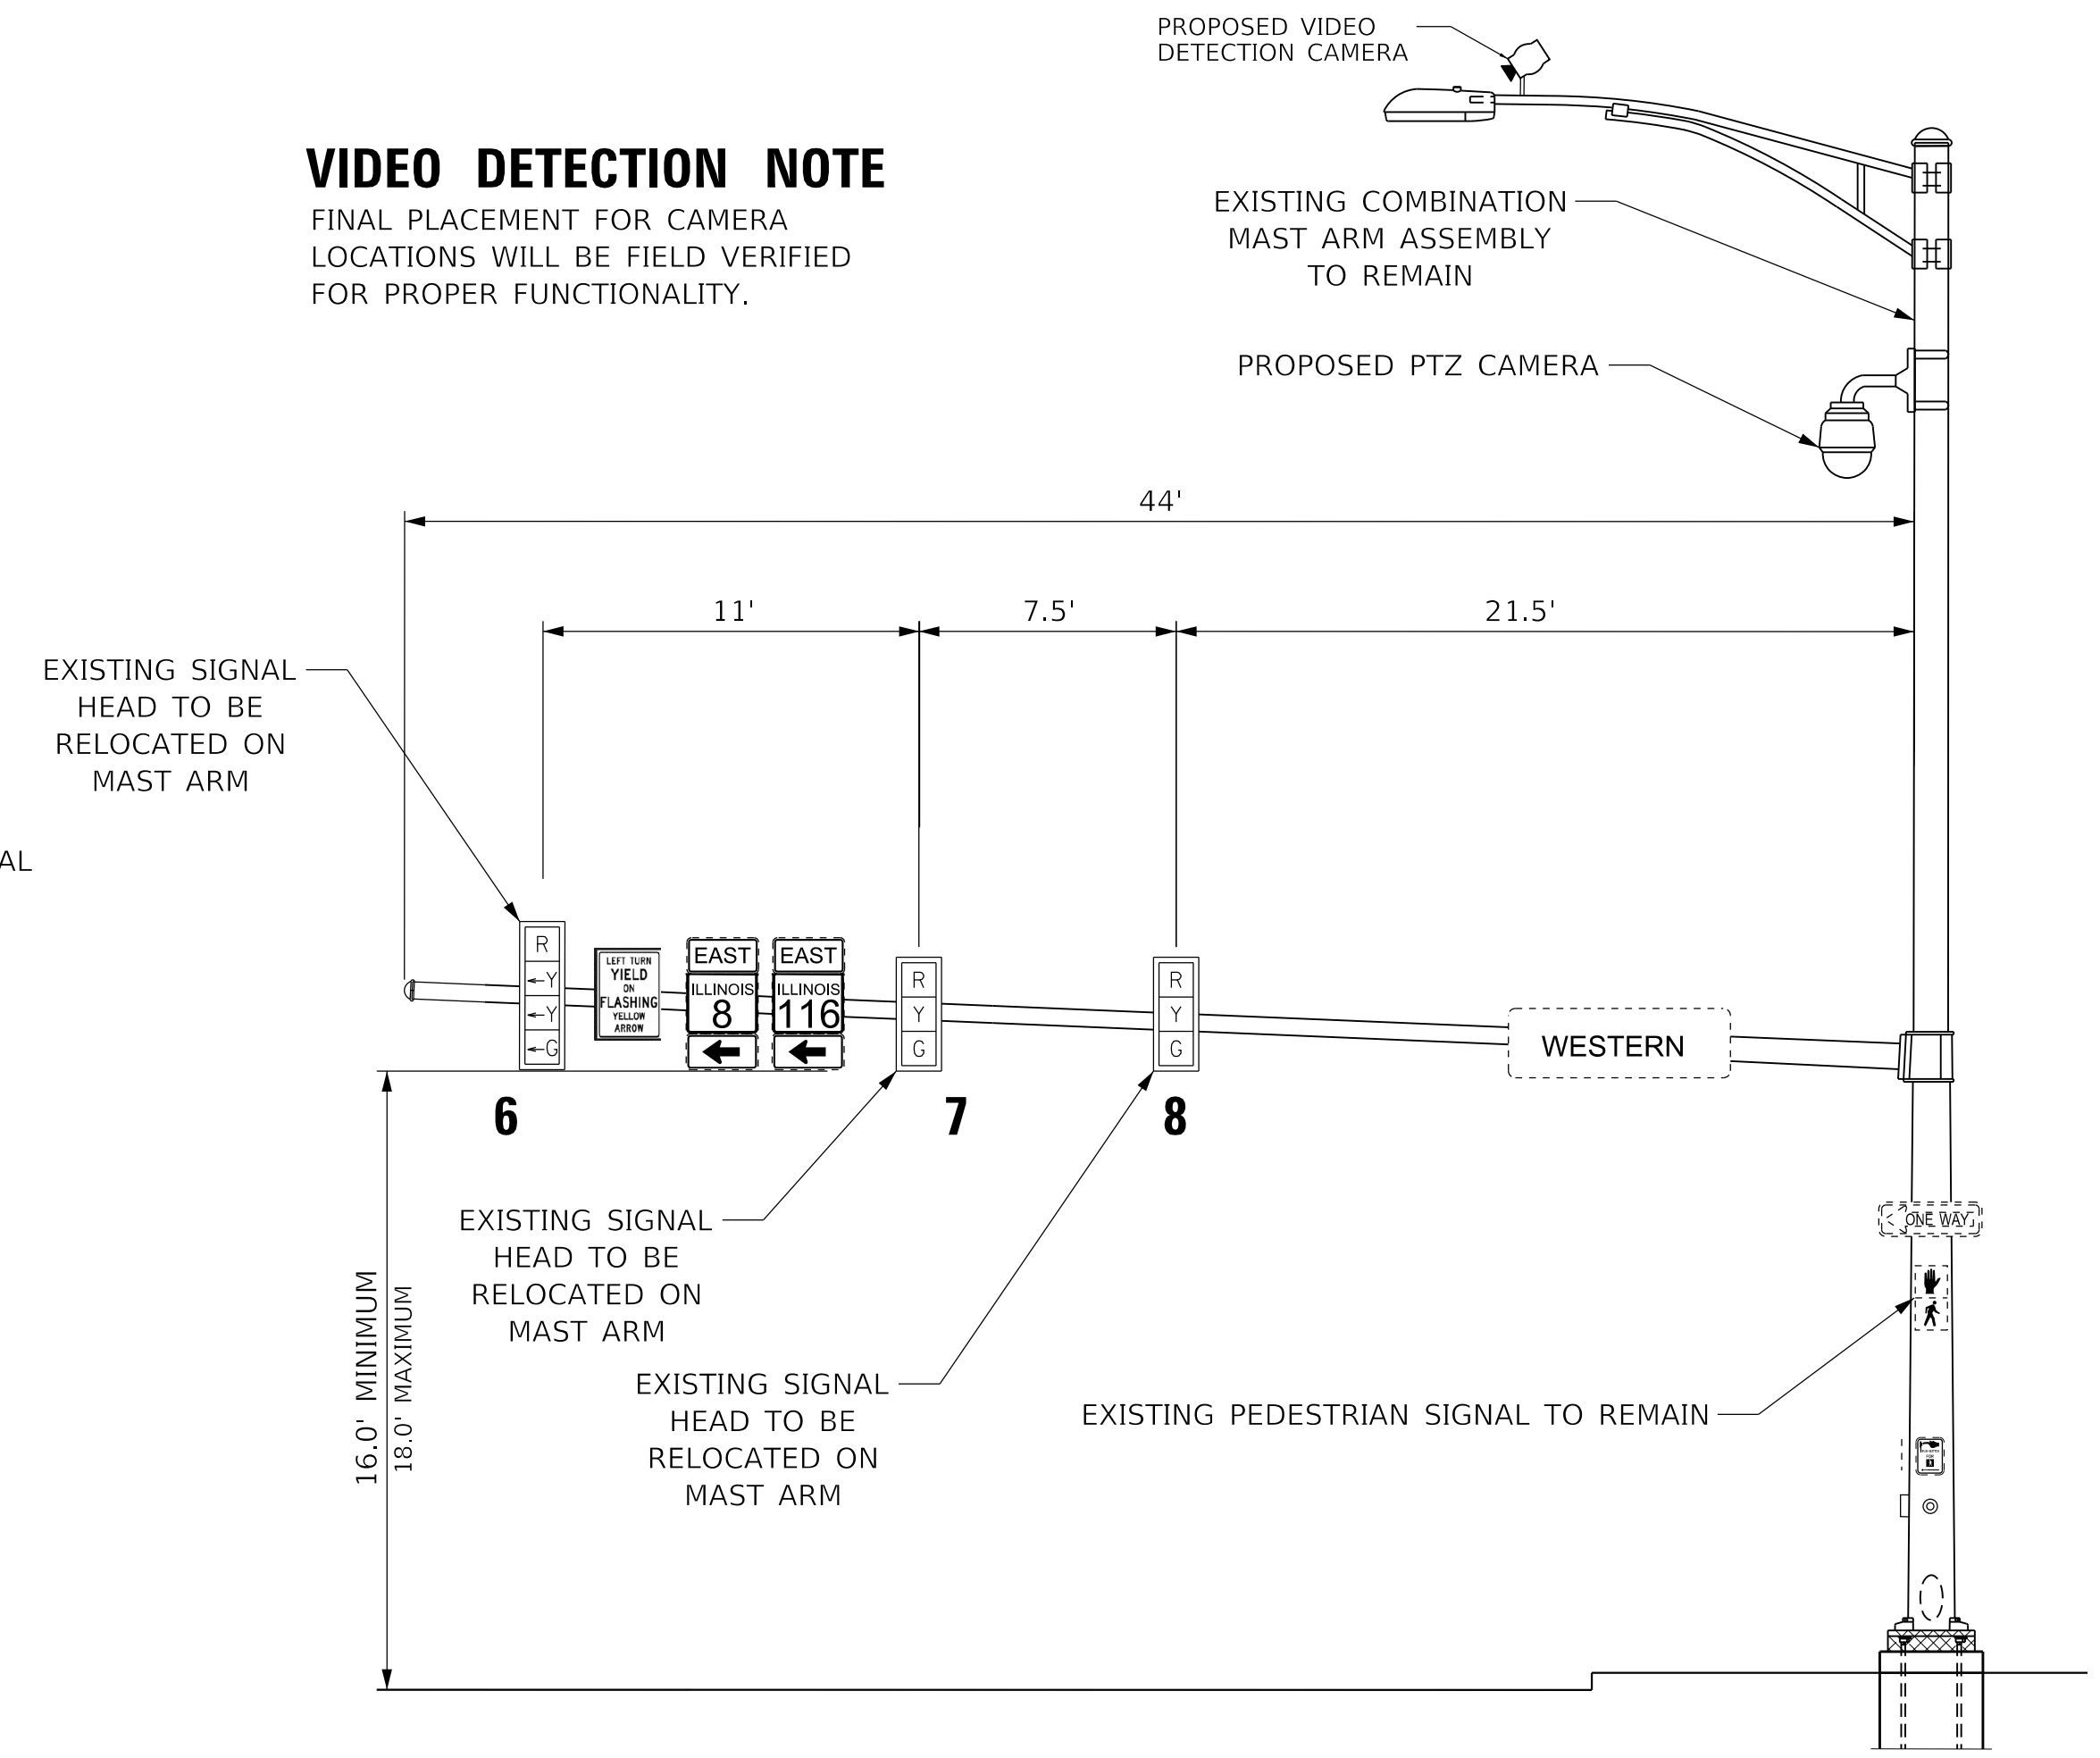 PROPOSED VIDEO
DETECTION CAMERA
VIDEO DETECTION NOTE
FINAL PLACEMENT FOR CAMERA
LOCATIONS WILL BE FIELD VERIFIED
FOR PROPER FUNCTIONALITY.
EXISTING COMBINATION
MAST ARM ASSEMBLY
TO REMAIN
PROPOSED PTZ CAMERA
44'
11'
7.5'
21.5'
EXISTING SIGNAL
HEAD TO BE
RELOCATED ON
MAST ARM
AL
R
←Y
←Y
←G
LEFT TURN
YIELD
ON
FLASHING
YELLOW
ARROW
EAST
ILLINOIS
8
EAST
ILLINOIS
116
R
Y
G
R
Y
G
WESTERN
6
7
8
ONE WAY
EXISTING SIGNAL
HEAD TO BE
RELOCATED ON
MAST ARM
16.0' MINIMUM
18.0' MAXIMUM
EXISTING SIGNAL
HEAD TO BE
RELOCATED ON
MAST ARM
EXISTING PEDESTRIAN SIGNAL TO REMAIN